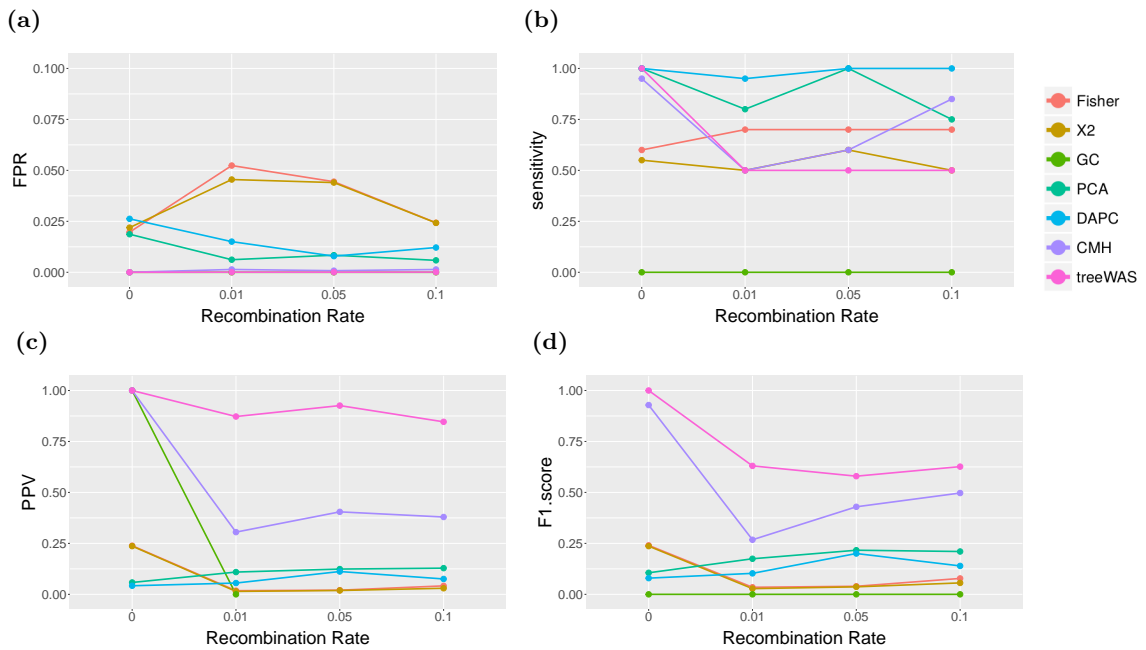 (a)
(b)
0.100
0.075
0.050
0.025
0.000
FPR
0
0.01
0.05
0.1
Recombination Rate
1.00
0.75
0.50
0.25
0.00
sensitivity
0
0.01
0.05
0.1
Recombination Rate
Fisher
X2
GC
PCA
DAPC
CMH
treeWAS
(c)
(d)
1.00
0.75
0.50
0.25
0.00
PPV
0
0.01
0.05
0.1
Recombination Rate
1.00
0.75
0.50
0.25
0.00
F1.score
0
0.01
0.05
0.1
Recombination Rate